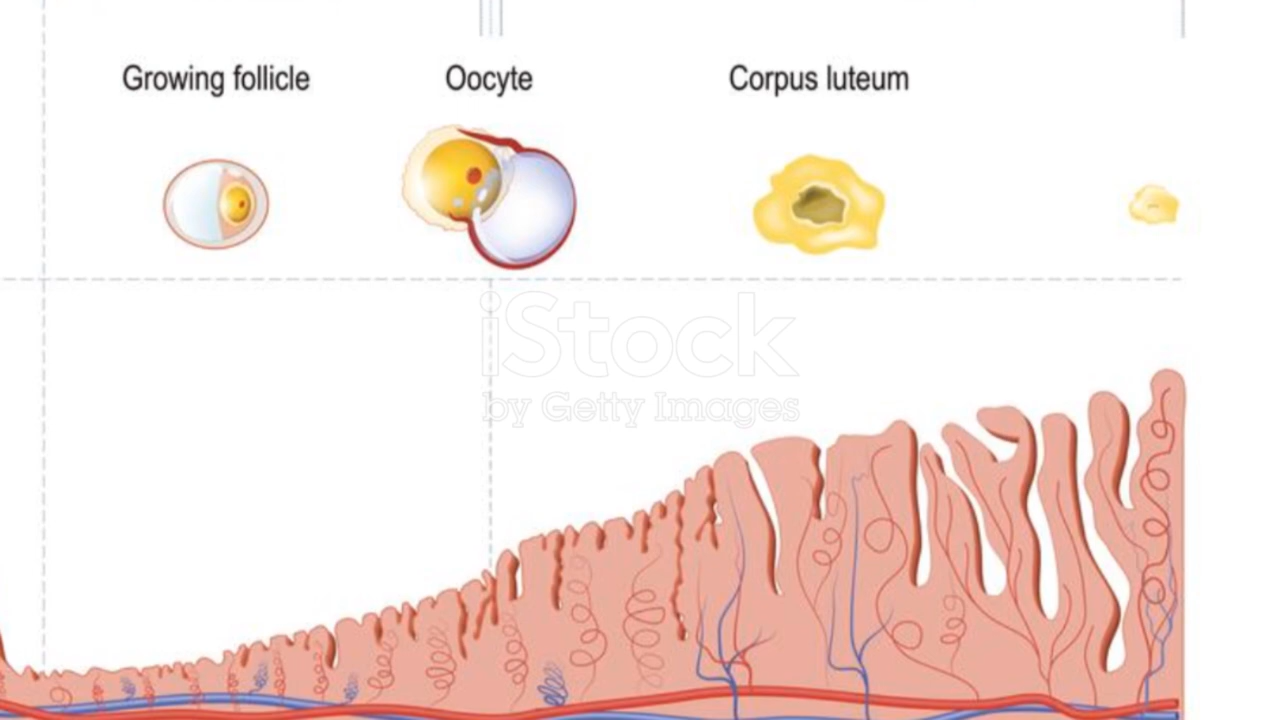 Growing follicle
Oocyte
Corpus luteum
iStock
by Getty Images